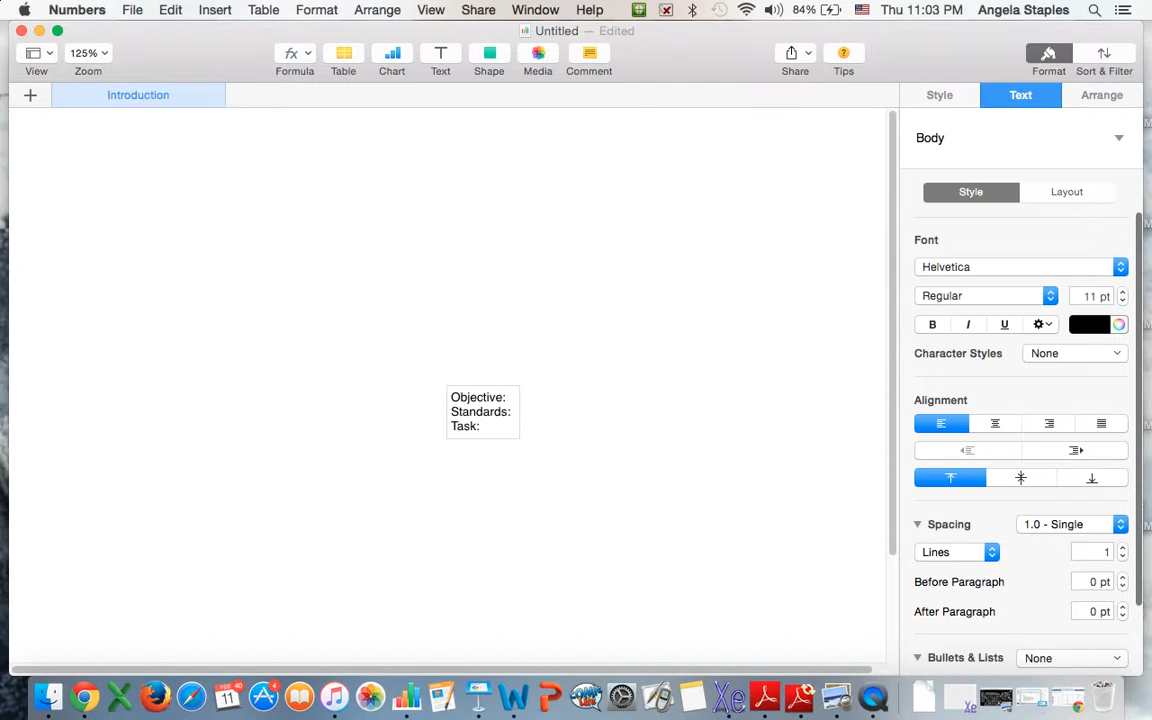 Numbers File Edit Insert Table Format Arrange View Share Window Help 84% Thu 11:03 PM Angela Staples
Untitled — Edited
125%
View Zoom Formula Table Chart Text Shape Media Comment Share Tips Format Sort & Filter
Introduction
Style Text Arrange
Body
Style Layout
Font
Helvetica
Regular 11 pt
B I U
Character Styles None
Objective:
Standards:
Task:
Alignment
Spacing 1.0 - Single
Lines 1
Before Paragraph 0 pt
After Paragraph 0 pt
Bullets & Lists None